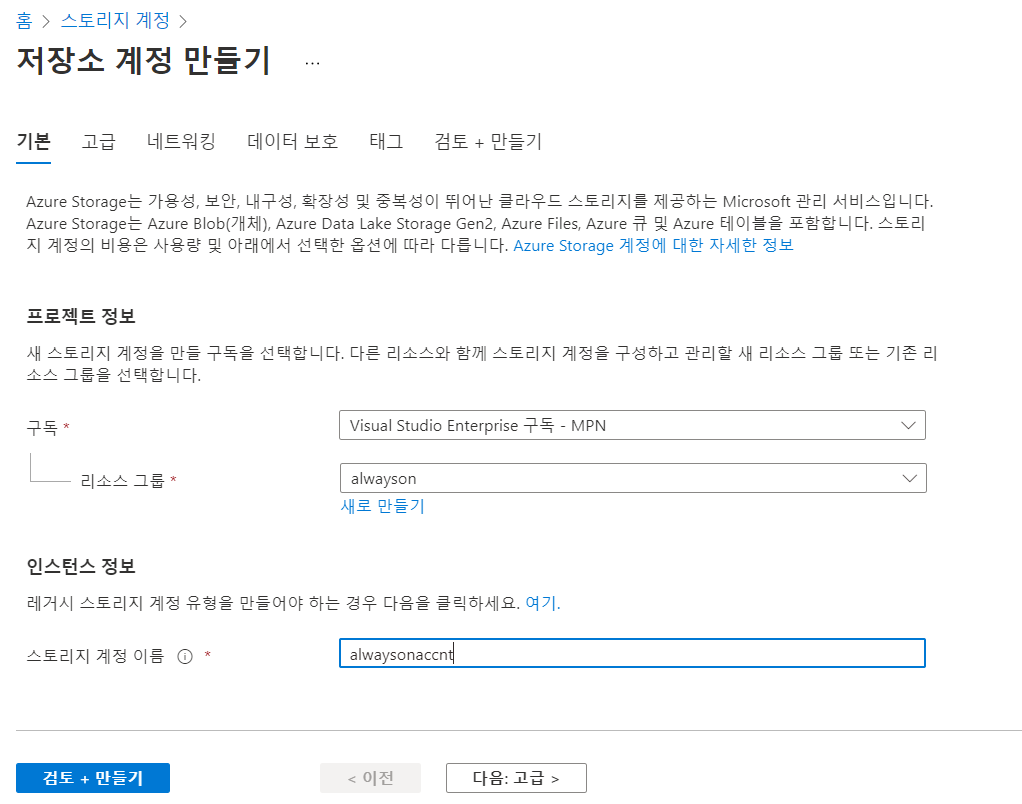 홈 > 스토리지 계정 >
저장소 계정 만들기 ...
기본 고급 네트워킹 데이터 보호 태그 검토 + 만들기
Azure Storage는 가용성, 보안, 내구성, 확장성 및 중복성이 뛰어난 클라우드 스토리지를 제공하는 Microsoft 관리 서비스입니다.
Azure Storage는 Azure Blob(개체), Azure Data Lake Storage Gen2, Azure Files, Azure 큐 및 Azure 테이블을 포함합니다. 스토리
지 계정의 비용은 사용량 및 아래에서 선택한 옵션에 따라 다릅니다. Azure Storage 계정에 대한 자세한 정보
프로젝트 정보
새 스토리지 계정을 만들 구독을 선택합니다. 다른 리소스와 함께 스토리지 계정을 구성하고 관리할 새 리소스 그룹 또는 기존 리
소스 그룹을 선택합니다.
구독 * Visual Studio Enterprise 구독 - MPN
리소스 그룹 * alwayson
새로 만들기
인스턴스 정보
레거시 스토리지 계정 유형을 만들어야 하는 경우 다음을 클릭하세요. 여기.
스토리지 계정 이름 * alwaysonaccnt
검토 + 만들기 < 이전 다음: 고급 >